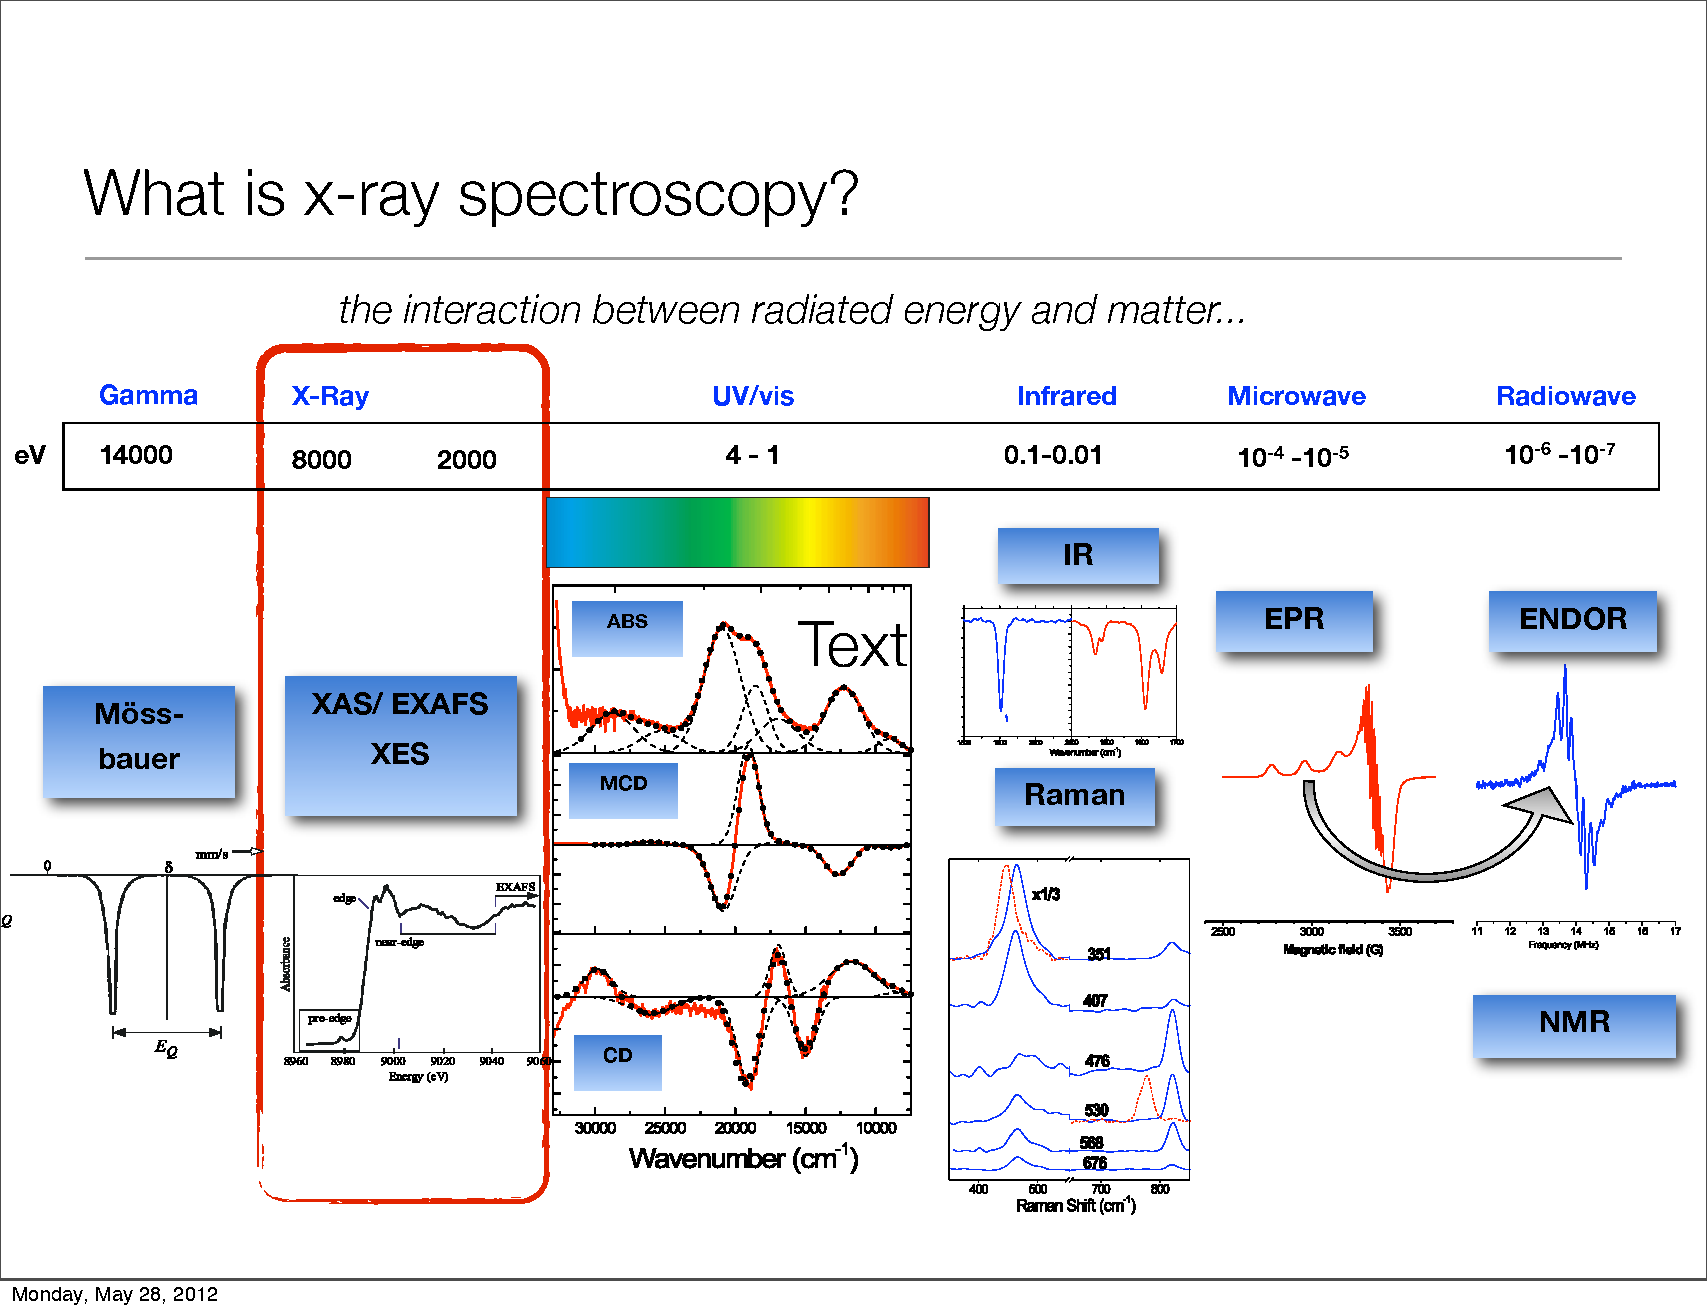 What is x-ray spectroscopy?
the interaction between radiated energy and matter...
Gamma X-Ray UV/vis Infrared Microwave Radiowave
eV 14000 8000 2000 4 - 1 0.1-0.01 10-4 -10-5 10-6 -10-7
IR
EPR
ENDOR
ABS
Text
Möss-
bauer
XAS/ EXAFS
XES
MCD
Raman
CD
NMR
0 δ mm/s
Q
EQ
edge
EXAFS
near-edge
pre-edge
Absorbance
8960 8980 9000 9020 9040 9060
Energy (eV)
30000 25000 20000 15000 10000
Wavenumber (cm-1)
Wavenumber (cm-1)
x1/3
351
407
476
530
568
676
400 500 700 800
Raman Shift (cm-1)
2500 3000 3500
Magnetic field (G)
11 12 13 14 15 16 17
Frequency (MHz)
Monday, May 28, 2012